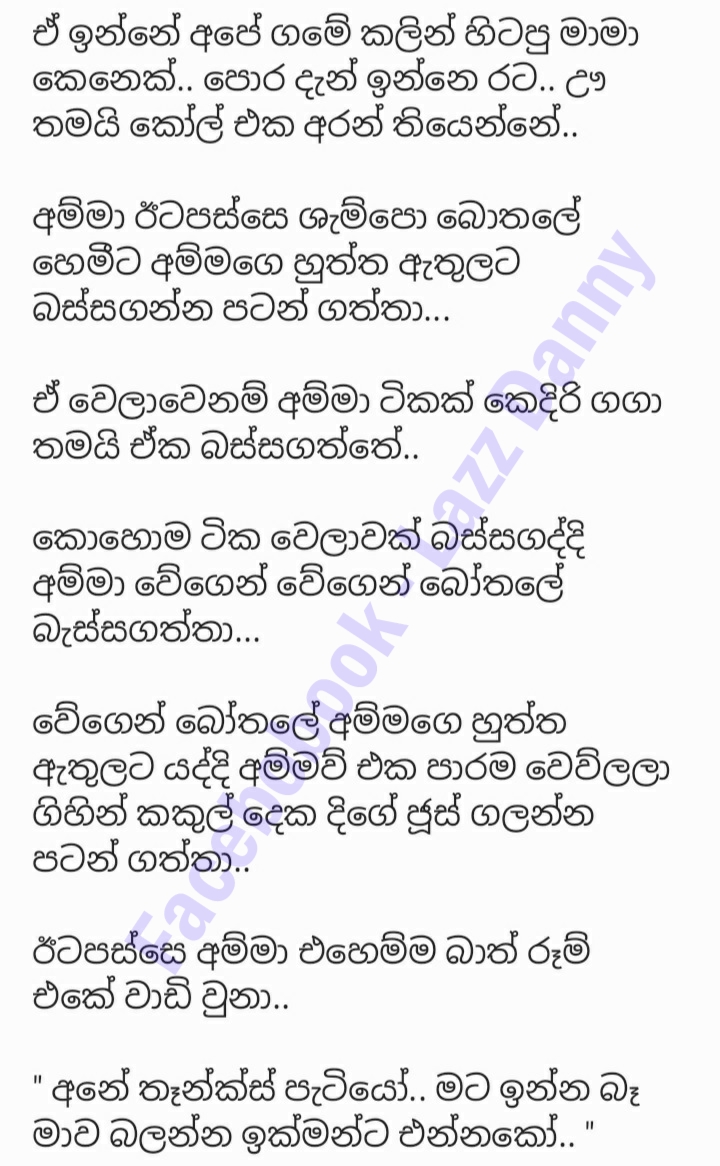 ඒ ඉන්නේ අපේ ගමේ කලින් හිටපු මාමා
කෙනෙක්.. පොර දැන් ඉන්නෙ රට.. ඌ
තමයි කෝල් එක අරන් තියෙන්නේ..
අම්මා ඊටපස්සෙ ශැම්පො බොතලේ
හෙමීට අම්මගෙ හුත්ත ඇතුලට
බස්සගන්න පටන් ගත්තා...
ඒ වෙලාවෙනම් අම්මා ටිකක් කෙදිරි ගගා
තමයි ඒක බස්සගත්තේ..
කොහොම ටික වෙලාවක් බස්සගද්දි
අම්මා වේගෙන් වේගෙන් බෝතලේ
බැස්සගත්තා...
වේගෙන් බෝතලේ අම්මගෙ හුත්ත
ඇතුලට යද්දි අම්මව් එක පාරම වෙව්ලලා
ගිහින් කකුල් දෙක දිගේ ජූස් ගලන්න
පටන් ගත්තා..
ඊටපස්සෙ අම්මා එහෙම්ම බාත් රූම්
එකේ වාඩි වුනා..
" අනේ තෑන්ක්ස් පැටියෝ.. මට ඉන්න බෑ
මාව බලන්න ඉක්මන්ට එන්නකෝ.. "
Facebook - Lazz Danny